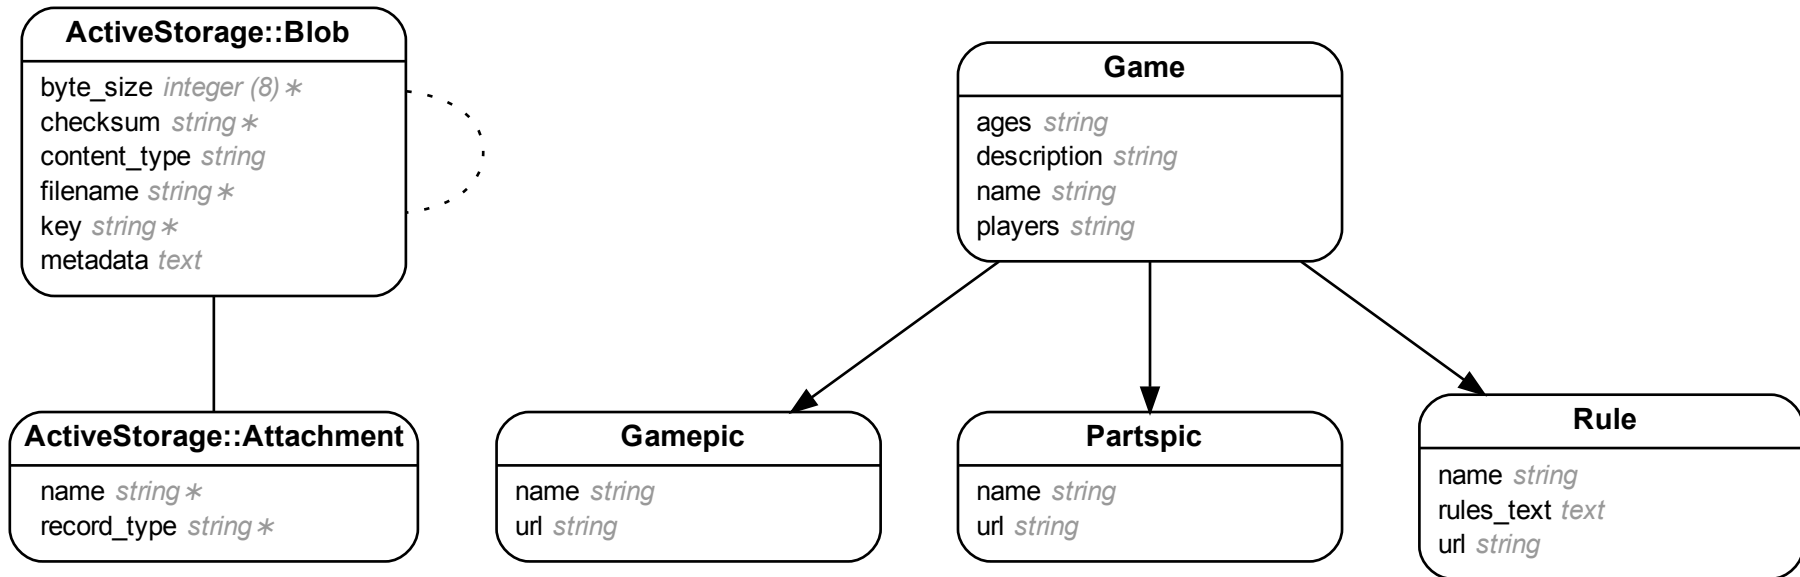 ActiveStorage::Blob
byte_size integer (8) ∗
checksum string ∗
content_type string
filename string ∗
key string ∗
metadata text
Game
ages string
description string
name string
players string
ActiveStorage::Attachment
name string ∗
record_type string ∗
Gamepic
name string
url string
Partspic
name string
url string
Rule
name string
rules_text text
url string